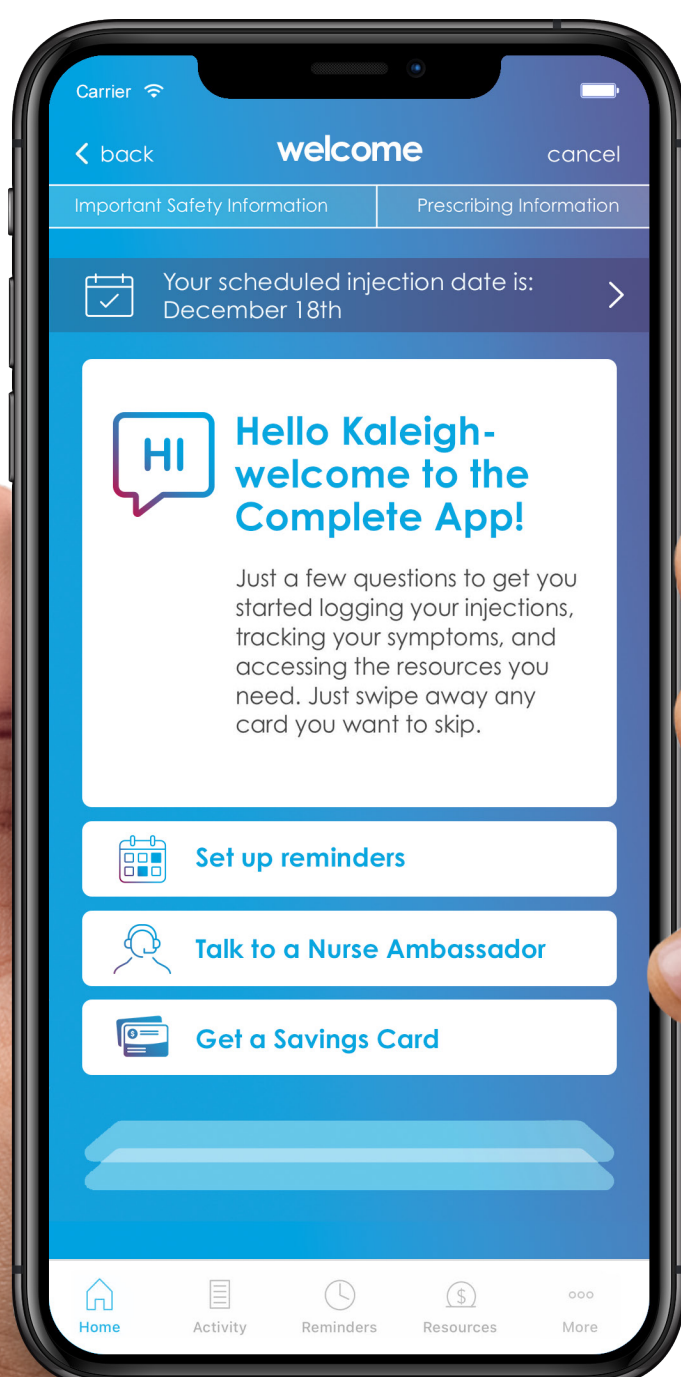 Carrier
back
welcome
cancel
Important Safety Information
Prescribing Information
Your scheduled injection date is:
December 18th
HI
Hello Kaleigh-
welcome to the
Complete App!
Just a few questions to get you
started logging your injections,
tracking your symptoms, and
accessing the resources you
need. Just swipe away any
card you want to skip.
Set up reminders
Talk to a Nurse Ambassador
$
Get a Savings Card
Home
Activity
Reminders
$
Resources
More